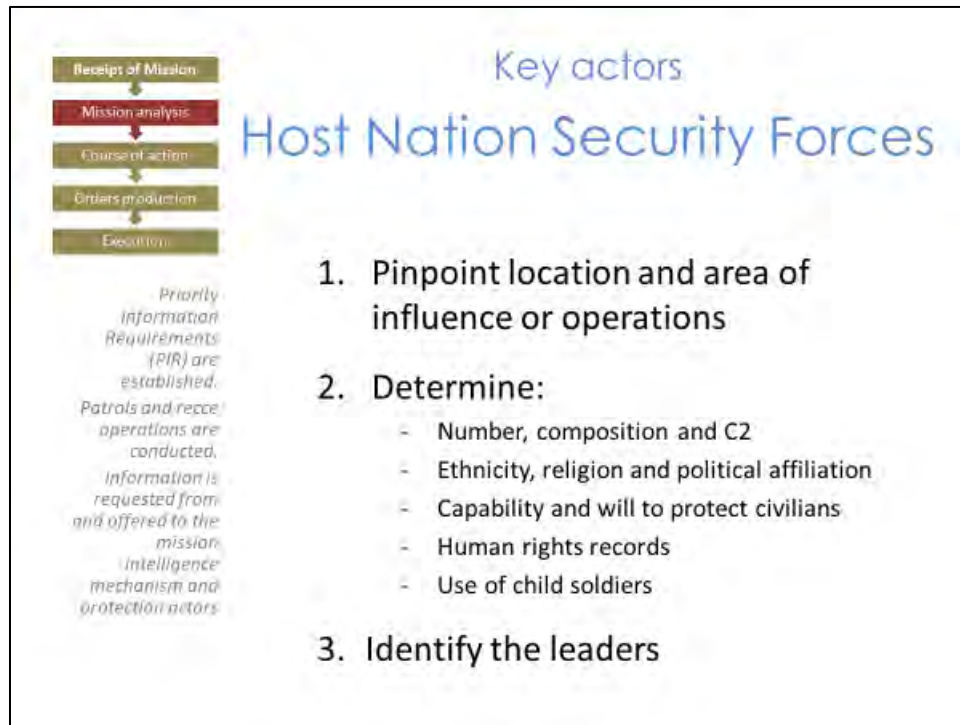 Receipt of Mission
Mission analysis
Course of action
Orders production
Execution
Priority
Information
Requirements
(PIR) are
established.
Patrols and recce
operations are
conducted.
Information is
requested from
and offered to the
mission
intelligence
mechanism and
protection actors
Key actors
Host Nation Security Forces
1. Pinpoint location and area of
influence or operations
2. Determine:
- Number, composition and C2
- Ethnicity, religion and political affiliation
- Capability and will to protect civilians
- Human rights records
- Use of child soldiers
3. Identify the leaders